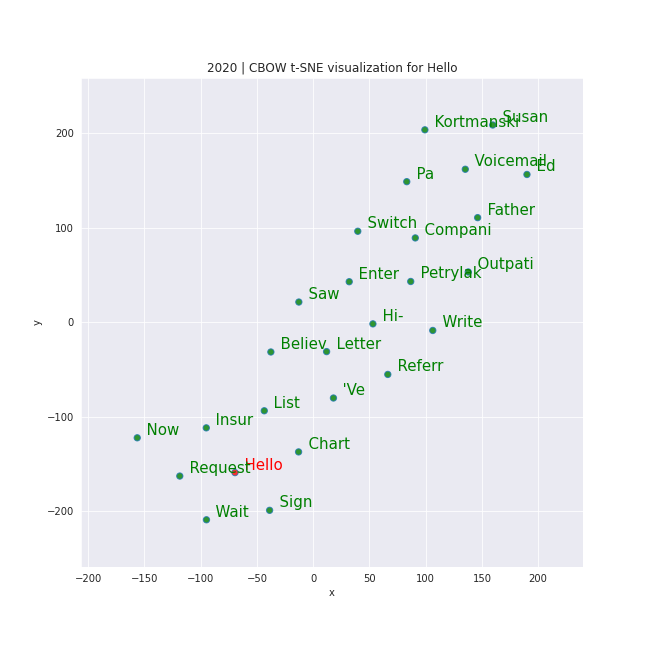 2020 | CBOW t-SNE visualization for Hello
Susan
Kortmanski
Voicemail
Ed
Pa
Father
Switch
Compani
Outpati
Enter
Petrylak
Saw
Hi-
Write
Believ
Letter
Referr
'Ve
List
Insur
Now
Chart
Hello
Request
Sign
Wait
200
100
0
−100
−200
y
−200 −150 −100 −50 0 50 100 150 200
x